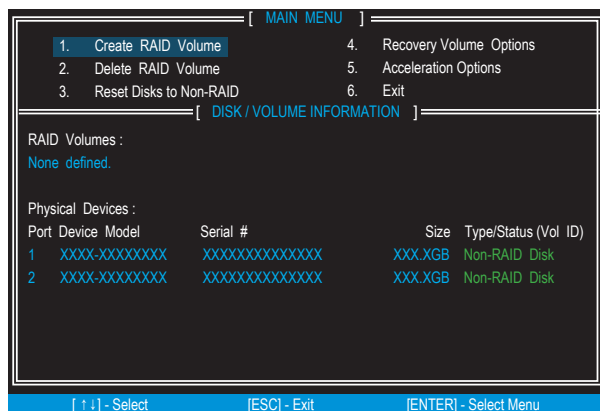 [ MAIN MENU ]
1. Create RAID Volume 4. Recovery Volume Options
2. Delete RAID Volume 5. Acceleration Options
3. Reset Disks to Non-RAID 6. Exit
[ DISK / VOLUME INFORMATION ]
RAID Volumes :
None defined.
Physical Devices :
Port Device Model Serial # Size Type/Status (Vol ID)
1 XXXX-XXXXXXXX XXXXXXXXXXXXXX XXX.XGB Non-RAID Disk
2 XXXX-XXXXXXXX XXXXXXXXXXXXXX XXX.XGB Non-RAID Disk
[ ↑↓] - Select [ESC] - Exit [ENTER] - Select Menu